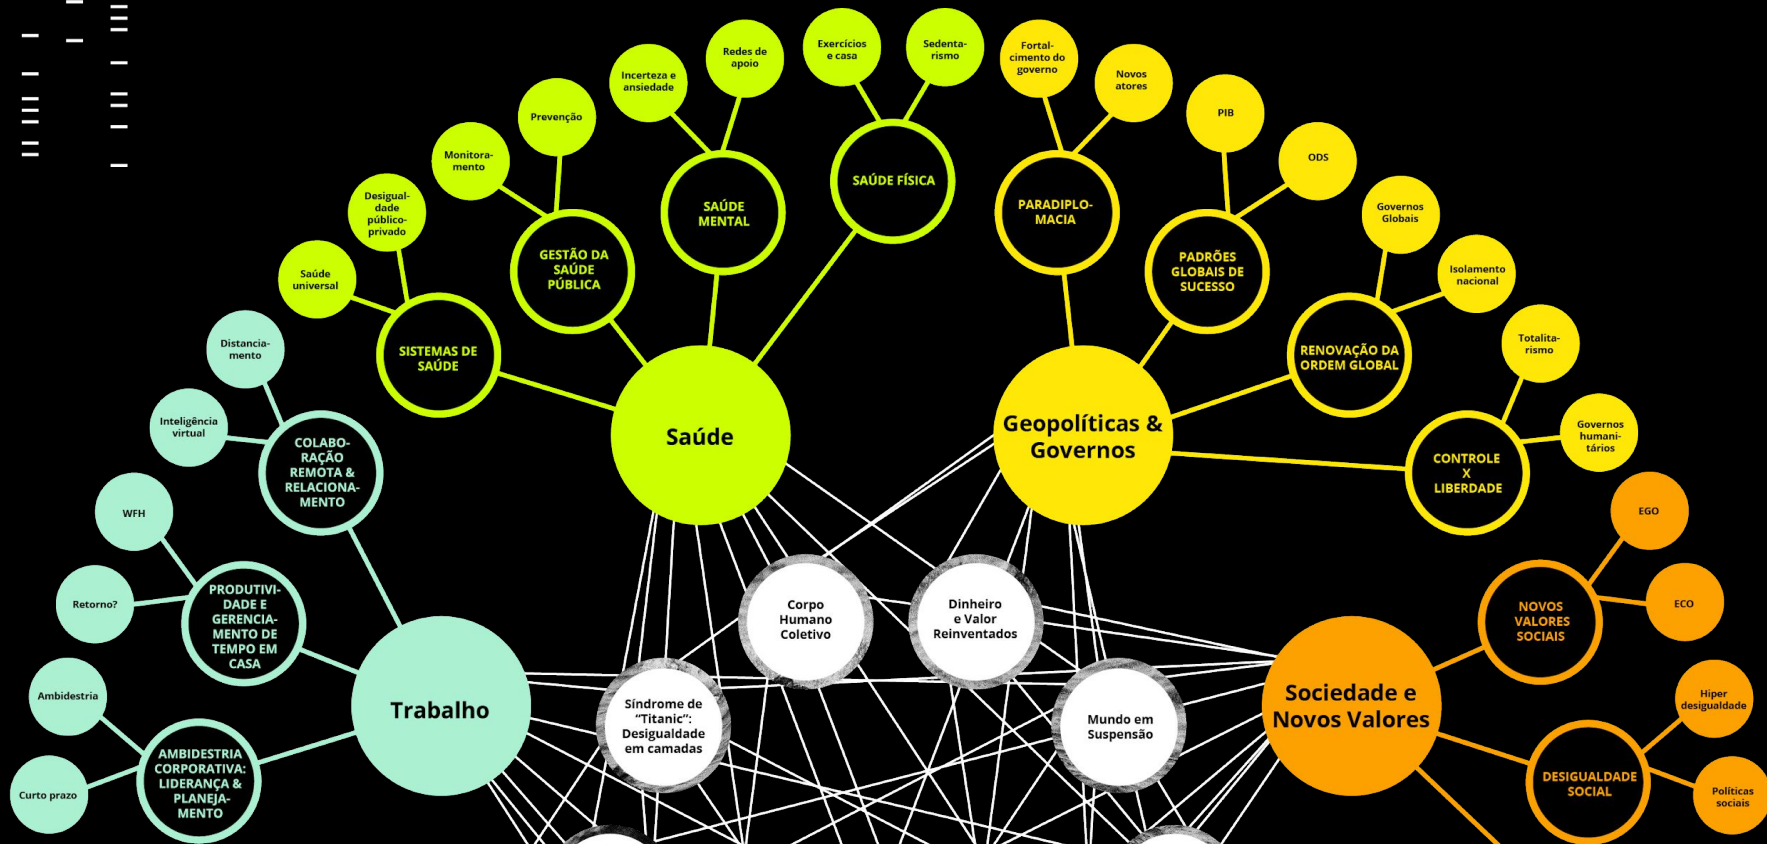 Exercícios
e casa
Sedenta-
rismo
Fortal-
cimento do
governo
Redes de
apoio
Incerteza e
ansiedade
Novos
atores
Prevenção
PIB
Monitora-
mento
ODS
Desigual-
dade
público-
privado
Governos
Globais
Saúde
universal
Isolamento
nacional
SAÚDE FÍSICA
SAÚDE
MENTAL
PARADIPLO-
MACIA
GESTÃO DA
SAÚDE
PÚBLICA
PADRÕES
GLOBAIS DE
SUCESSO
Distancia-
mento
SISTEMAS DE
SAÚDE
RENOVAÇÃO DA
ORDEM GLOBAL
Totalita-
rismo
Inteligência
virtual
COLABO-
RAÇÃO
REMOTA &
RELACIONA-
MENTO
Saúde
Geopolíticas &
Governos
CONTROLE
X
LIBERDADE
Governos
humani-
tários
WFH
EGO
Retorno?
PRODUTIVI-
DADE E
GERENCIA-
MENTO DE
TEMPO EM
CASA
Corpo
Humano
Coletivo
Dinheiro
e Valor
Reinventados
NOVOS
VALORES
SOCIAIS
ECO
Ambidestria
Trabalho
Síndrome de
“Titanic”:
Desigualdade
em camadas
Mundo em
Suspensão
Sociedade e
Novos Valores
Hiper
desigualdade
Curto prazo
AMBIDESTRIA
CORPORATIVA:
LIDERANÇA &
PLANEJA-
MENTO
DESIGUALDADE
SOCIAL
Políticas
sociais